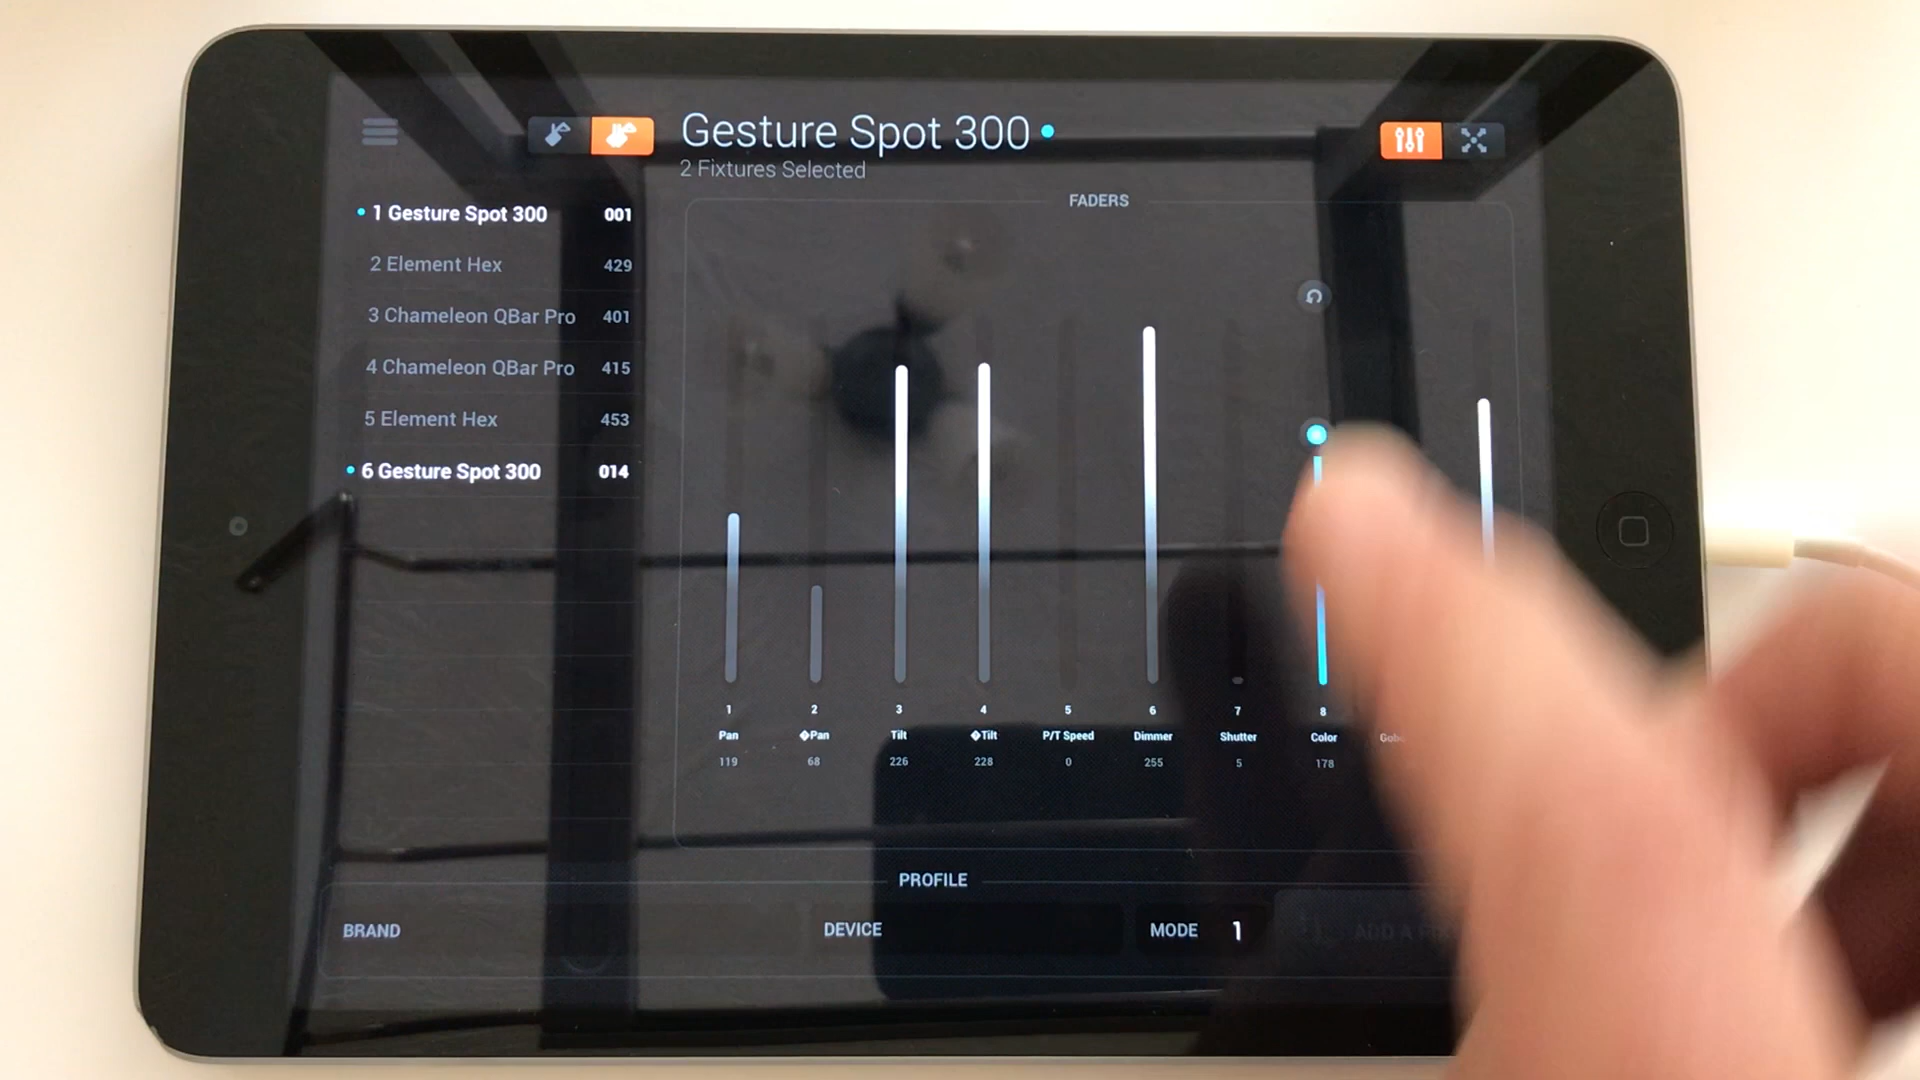 Gesture Spot 300
2 Fixtures Selected
1 Gesture Spot 300 001
2 Element Hex 429
3 Chameleon QBar Pro 401
4 Chameleon QBar Pro 415
5 Element Hex 453
6 Gesture Spot 300 014
FADERS
1 2 3 4 5 6 7 8
Pan �Pan Tilt �Tilt P/T Speed Dimmer Shutter Color
119 68 226 228 0 255 5 178
PROFILE
BRAND DEVICE MODE 1
ADD A